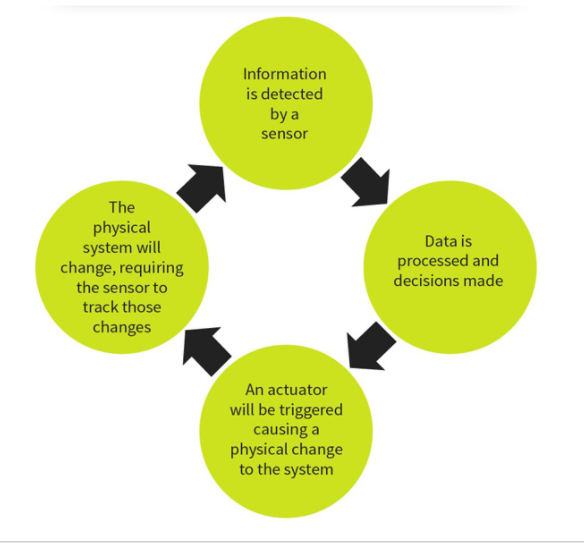 Information
is detected
by a
sensor
Data is
processed and
decisions made
An actuator
will be triggered
causing a
physical change
to the system
The
physical
system will
change, requiring
the sensor to
track those
changes